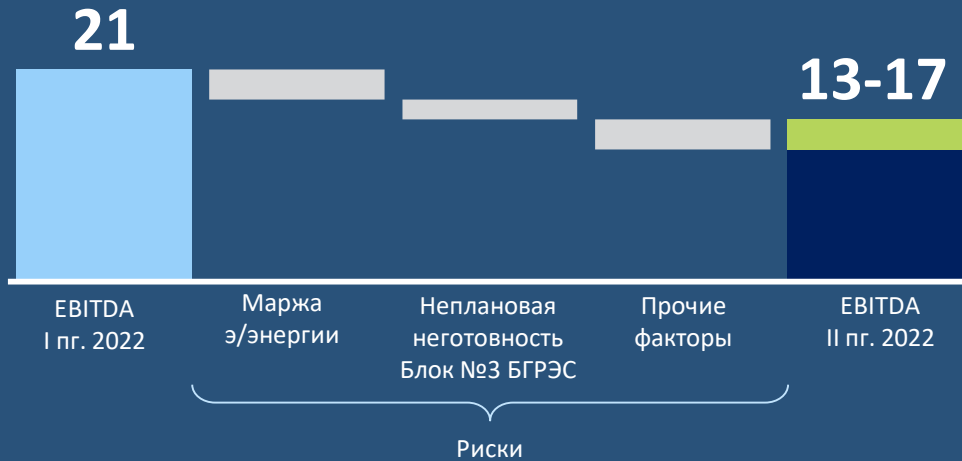 21
13-17
EBITDA
I пг. 2022
Маржа
э/энергии
Неплановая
неготовность
Блок №3 БГРЭС
Прочие
факторы
EBITDA
II пг. 2022
Риски